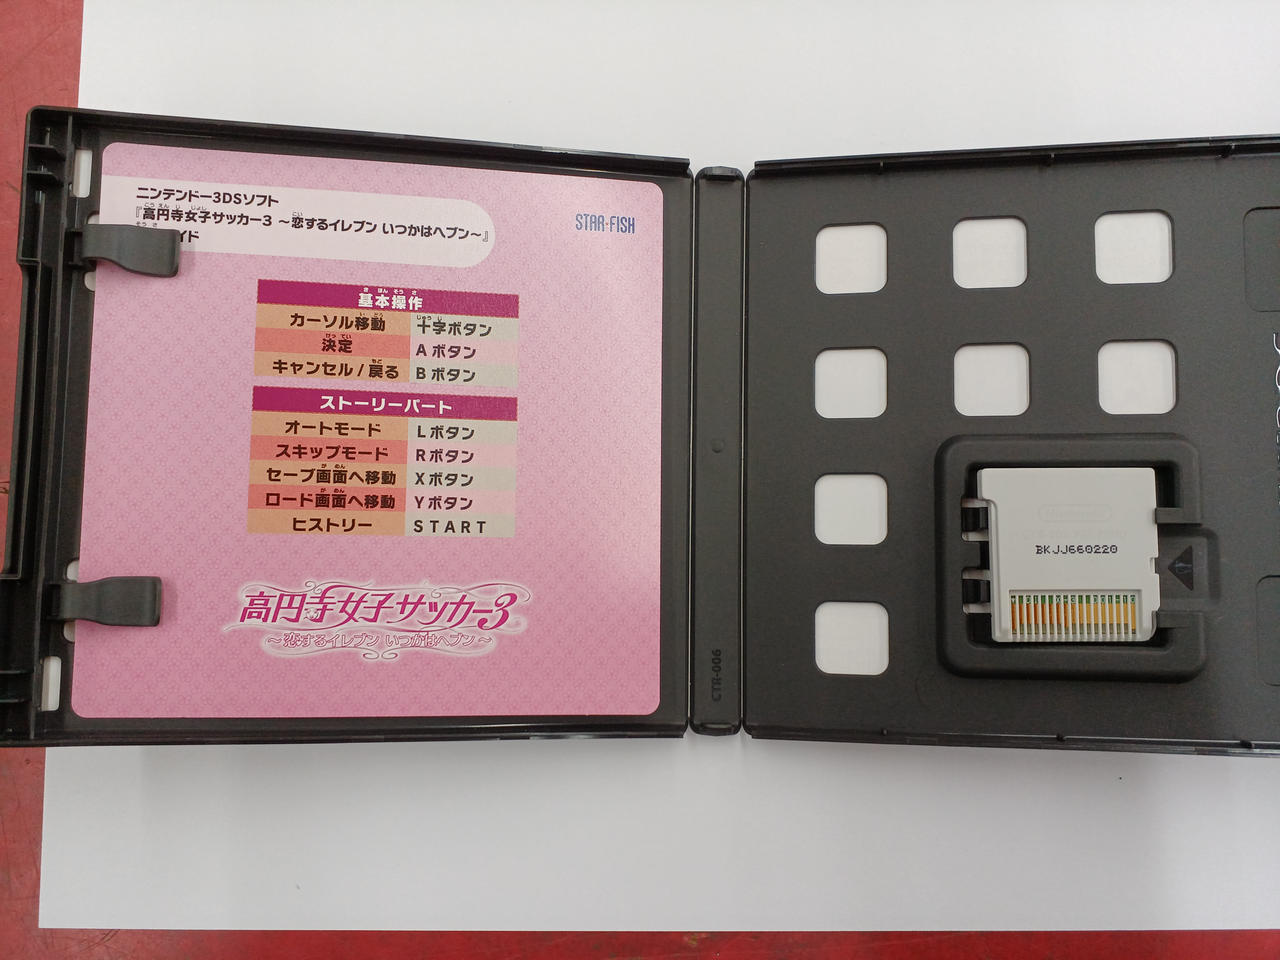 ニンテンドー3DSソフト
『高円寺女子サッカー3 ～恋するイレブン いつかはヘブン～』
イド
STAR-FISH
基本操作
カーソル移動 十字ボタン
決定 Aボタン
キャンセル/戻る Bボタン
ストーリーパート
オートモード Lボタン
スキップモード Rボタン
セーブ画面へ移動 Xボタン
ロード画面へ移動 Yボタン
ヒストリー START
高円寺女子サッカー3
～恋するイレブン いつかはヘブン～
CTR-006
BKJJ660220